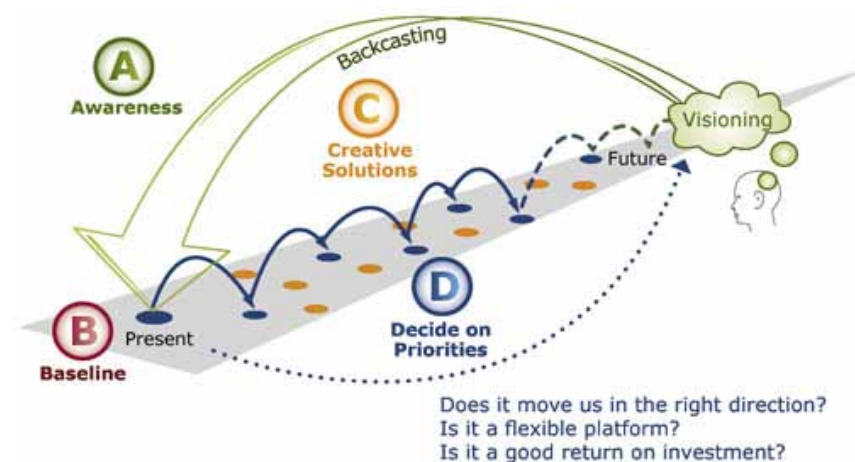 Backcasting
A
Awareness
C
Creative
Solutions
Visioning
Future
D
Decide on
Priorities
B
Present
Baseline
Does it move us in the right direction?
Is it a flexible platform?
Is it a good return on investment?